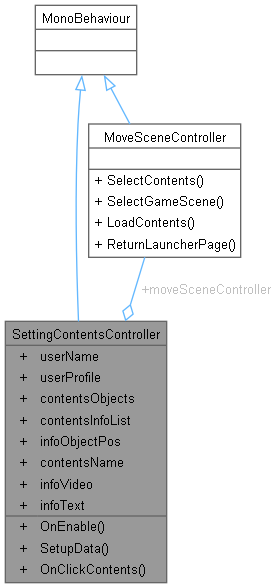 MonoBehaviour
MoveSceneController
+ SelectContents()
+ SelectGameScene()
+ LoadContents()
+ ReturnLauncherPage()
+moveSceneController
SettingContentsController
+ userName
+ userProfile
+ contentsObjects
+ contentsInfoList
+ infoObjectPos
+ contentsName
+ infoVideo
+ infoText
+ OnEnable()
+ SetupData()
+ OnClickContents()